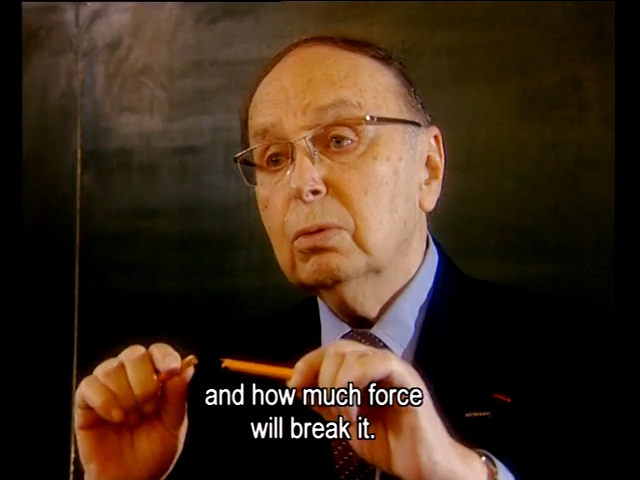 and how much force
will break it.